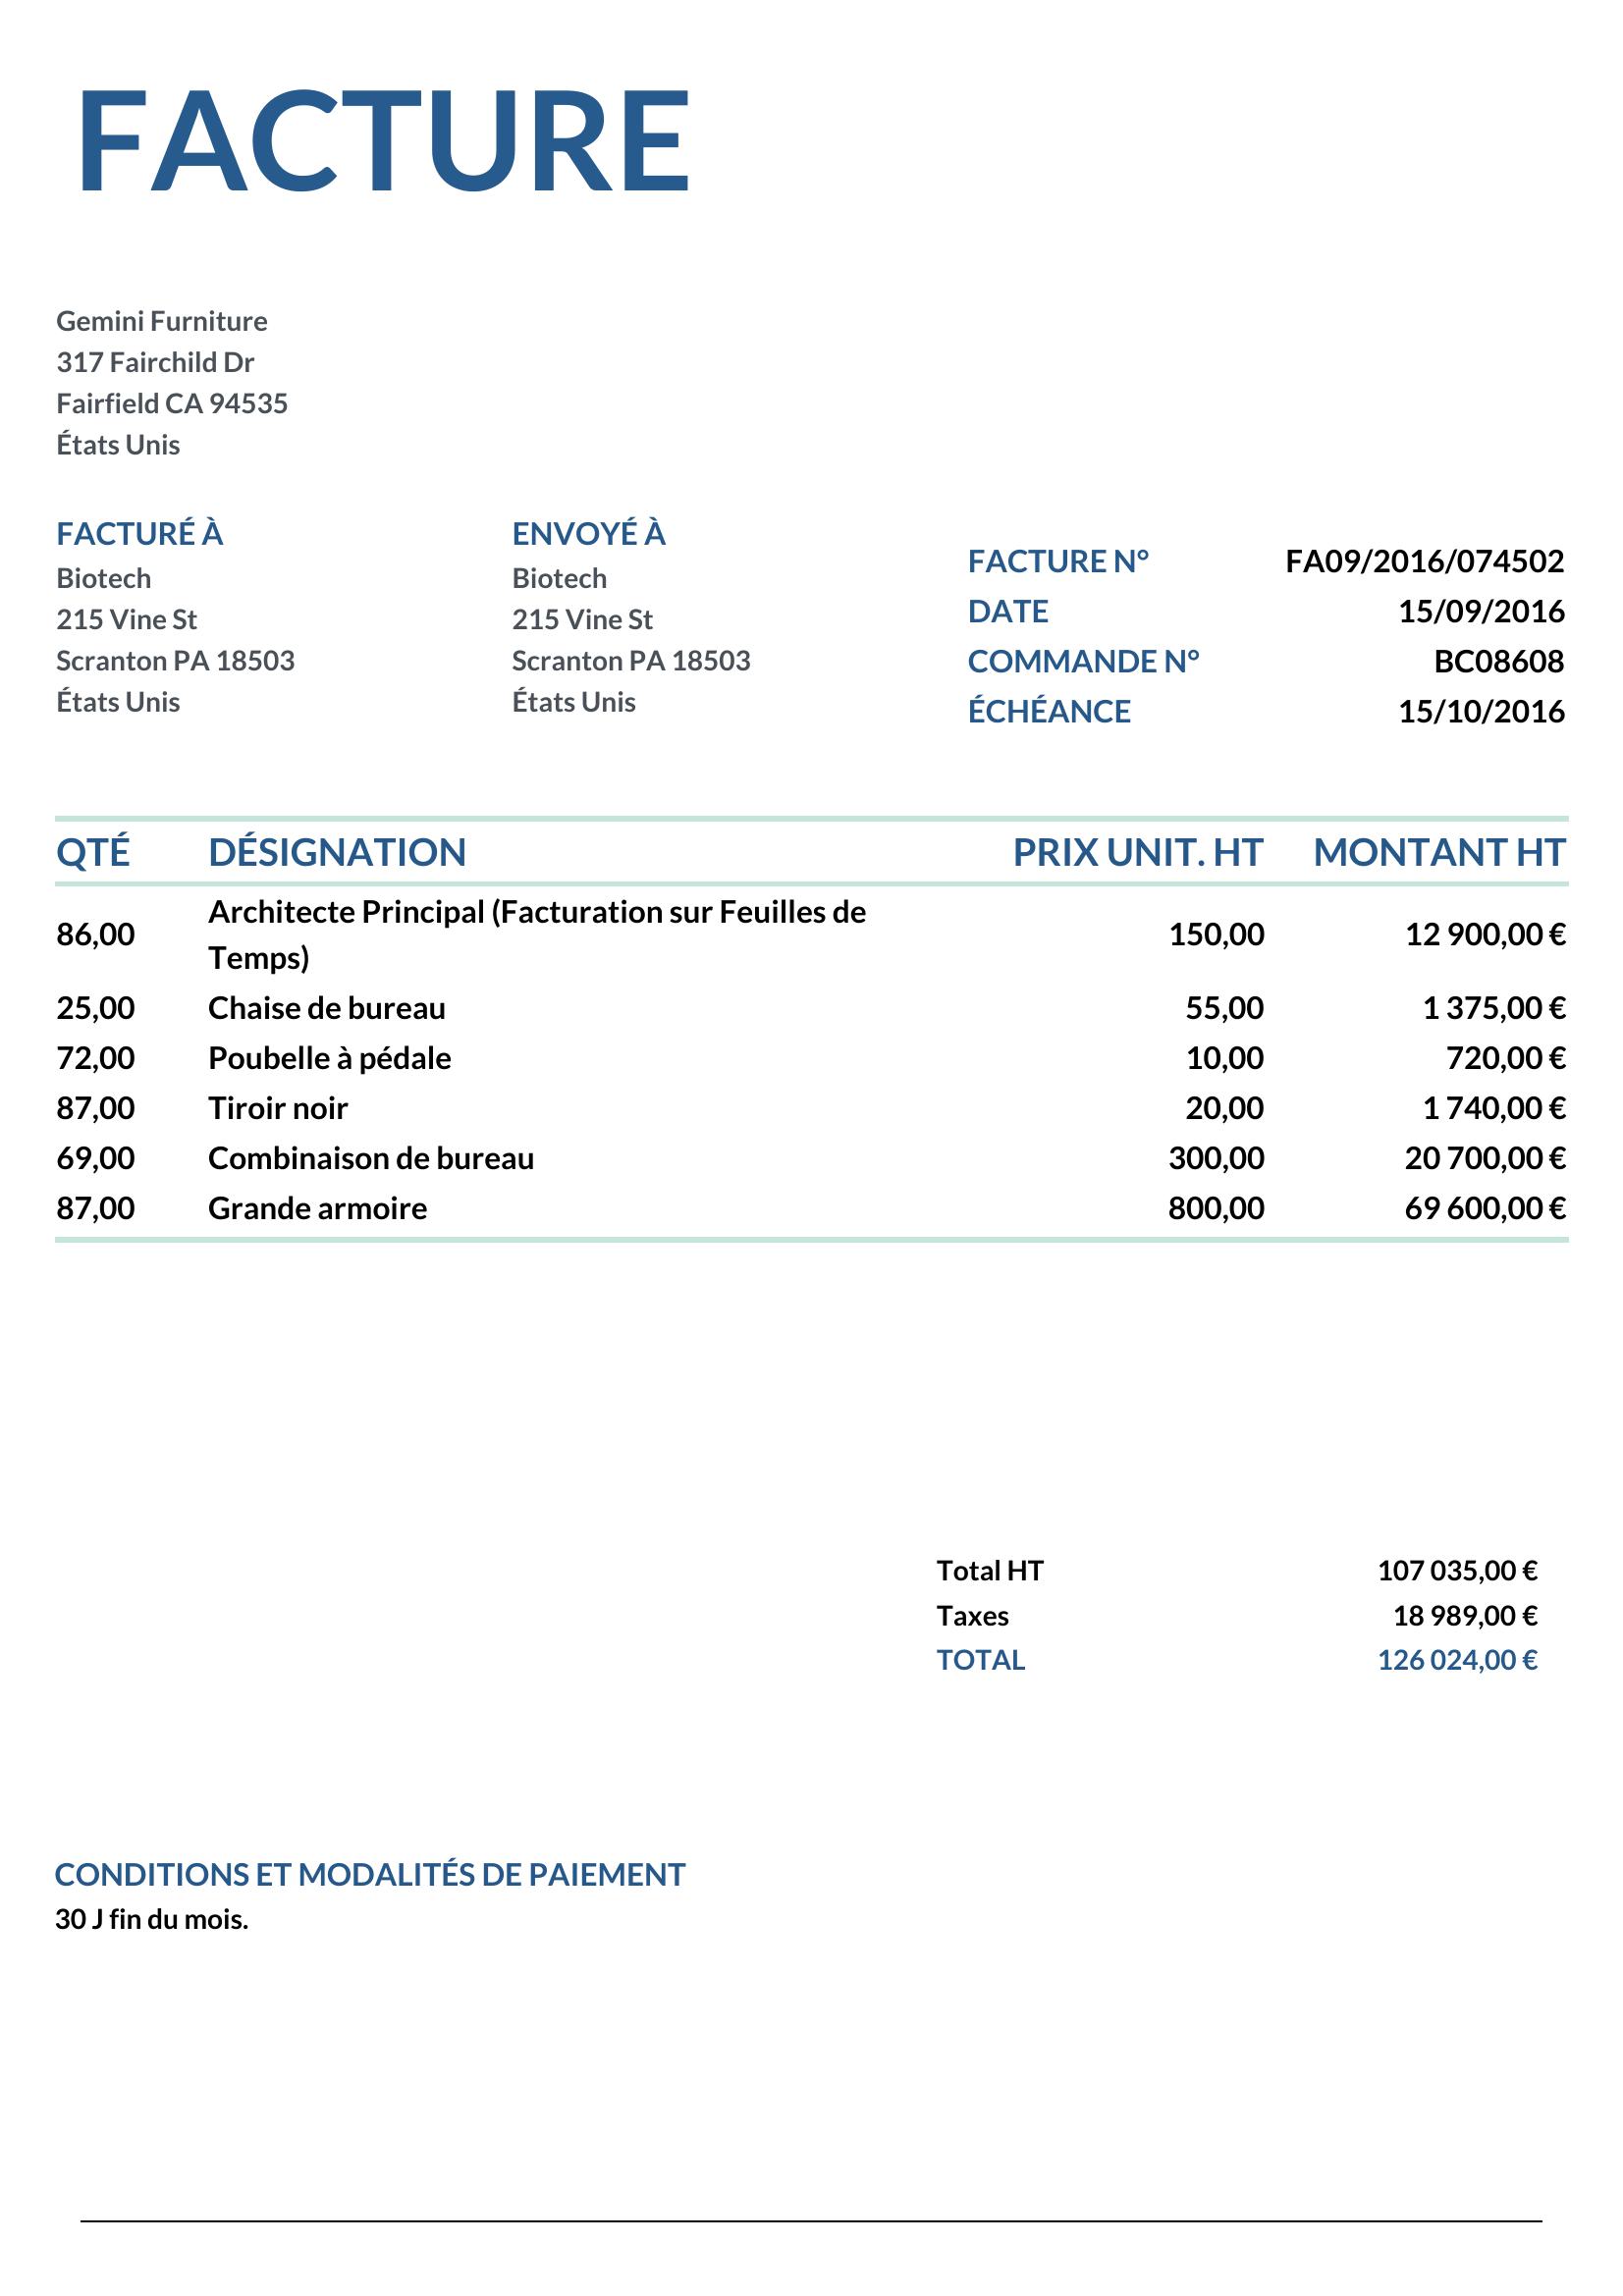 FACTURE
Gemini Furniture
317 Fairchild Dr
Fairfield CA 94535
États Unis
FACTURÉ À
Biotech
215 Vine St
Scranton PA 18503
États Unis
ENVOYÉ À
Biotech
215 Vine St
Scranton PA 18503
États Unis
FACTURE N° FA09/2016/074502
DATE 15/09/2016
COMMANDE N° BC08608
ÉCHÉANCE 15/10/2016
QTÉ DÉSIGNATION PRIX UNIT. HT MONTANT HT
86,00 Architecte Principal (Facturation sur Feuilles de
Temps) 150,00 12 900,00 €
25,00 Chaise de bureau 55,00 1 375,00 €
72,00 Poubelle à pédale 10,00 720,00 €
87,00 Tiroir noir 20,00 1 740,00 €
69,00 Combinaison de bureau 300,00 20 700,00 €
87,00 Grande armoire 800,00 69 600,00 €
Total HT 107 035,00 €
Taxes 18 989,00 €
TOTAL 126 024,00 €
CONDITIONS ET MODALITÉS DE PAIEMENT
30 J fin du mois.